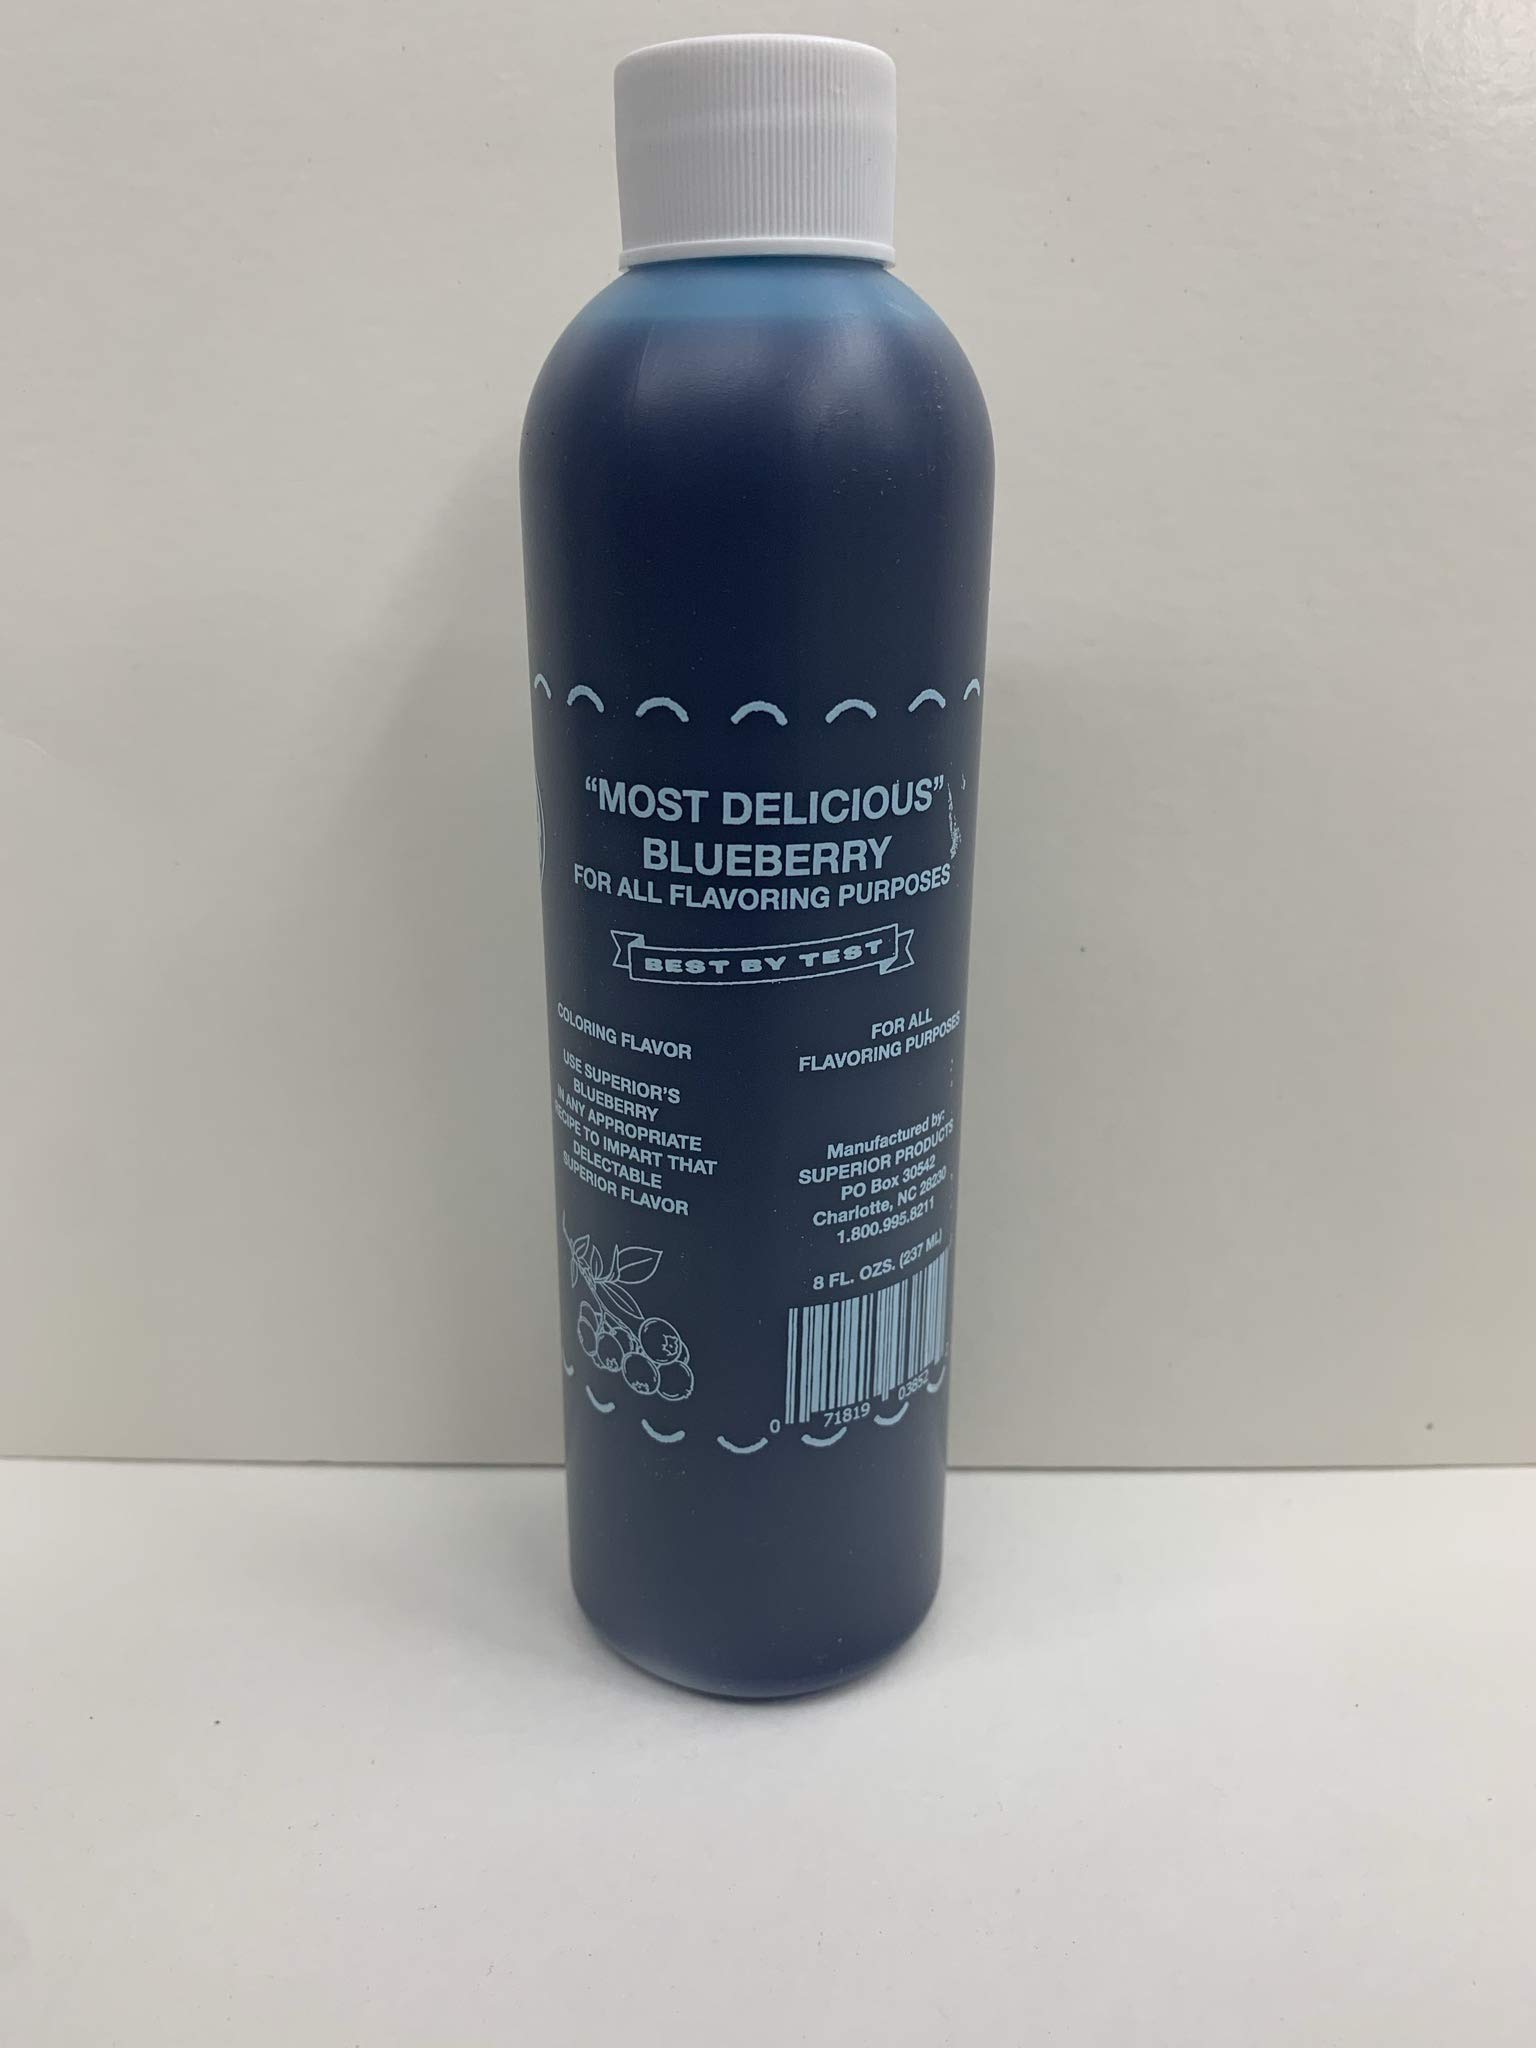 “MOST DELICIOUS”
BLUEBERRY
FOR ALL FLAVORING PURPOSES
BEST BY TEST
COLORING FLAVOR
USE SUPERIOR'S
BLUEBERRY
IN ANY APPROPRIATE
RECIPE TO IMPART THAT
DELECTABLE
SUPERIOR FLAVOR
FOR ALL
FLAVORING PURPOSES
Manufactured by:
SUPERIOR PRODUCTS
PO Box 30542
Charlotte, NC 28230
1.800.995.8211
8 FL. OZS. (237 ML)
0 71819 03852